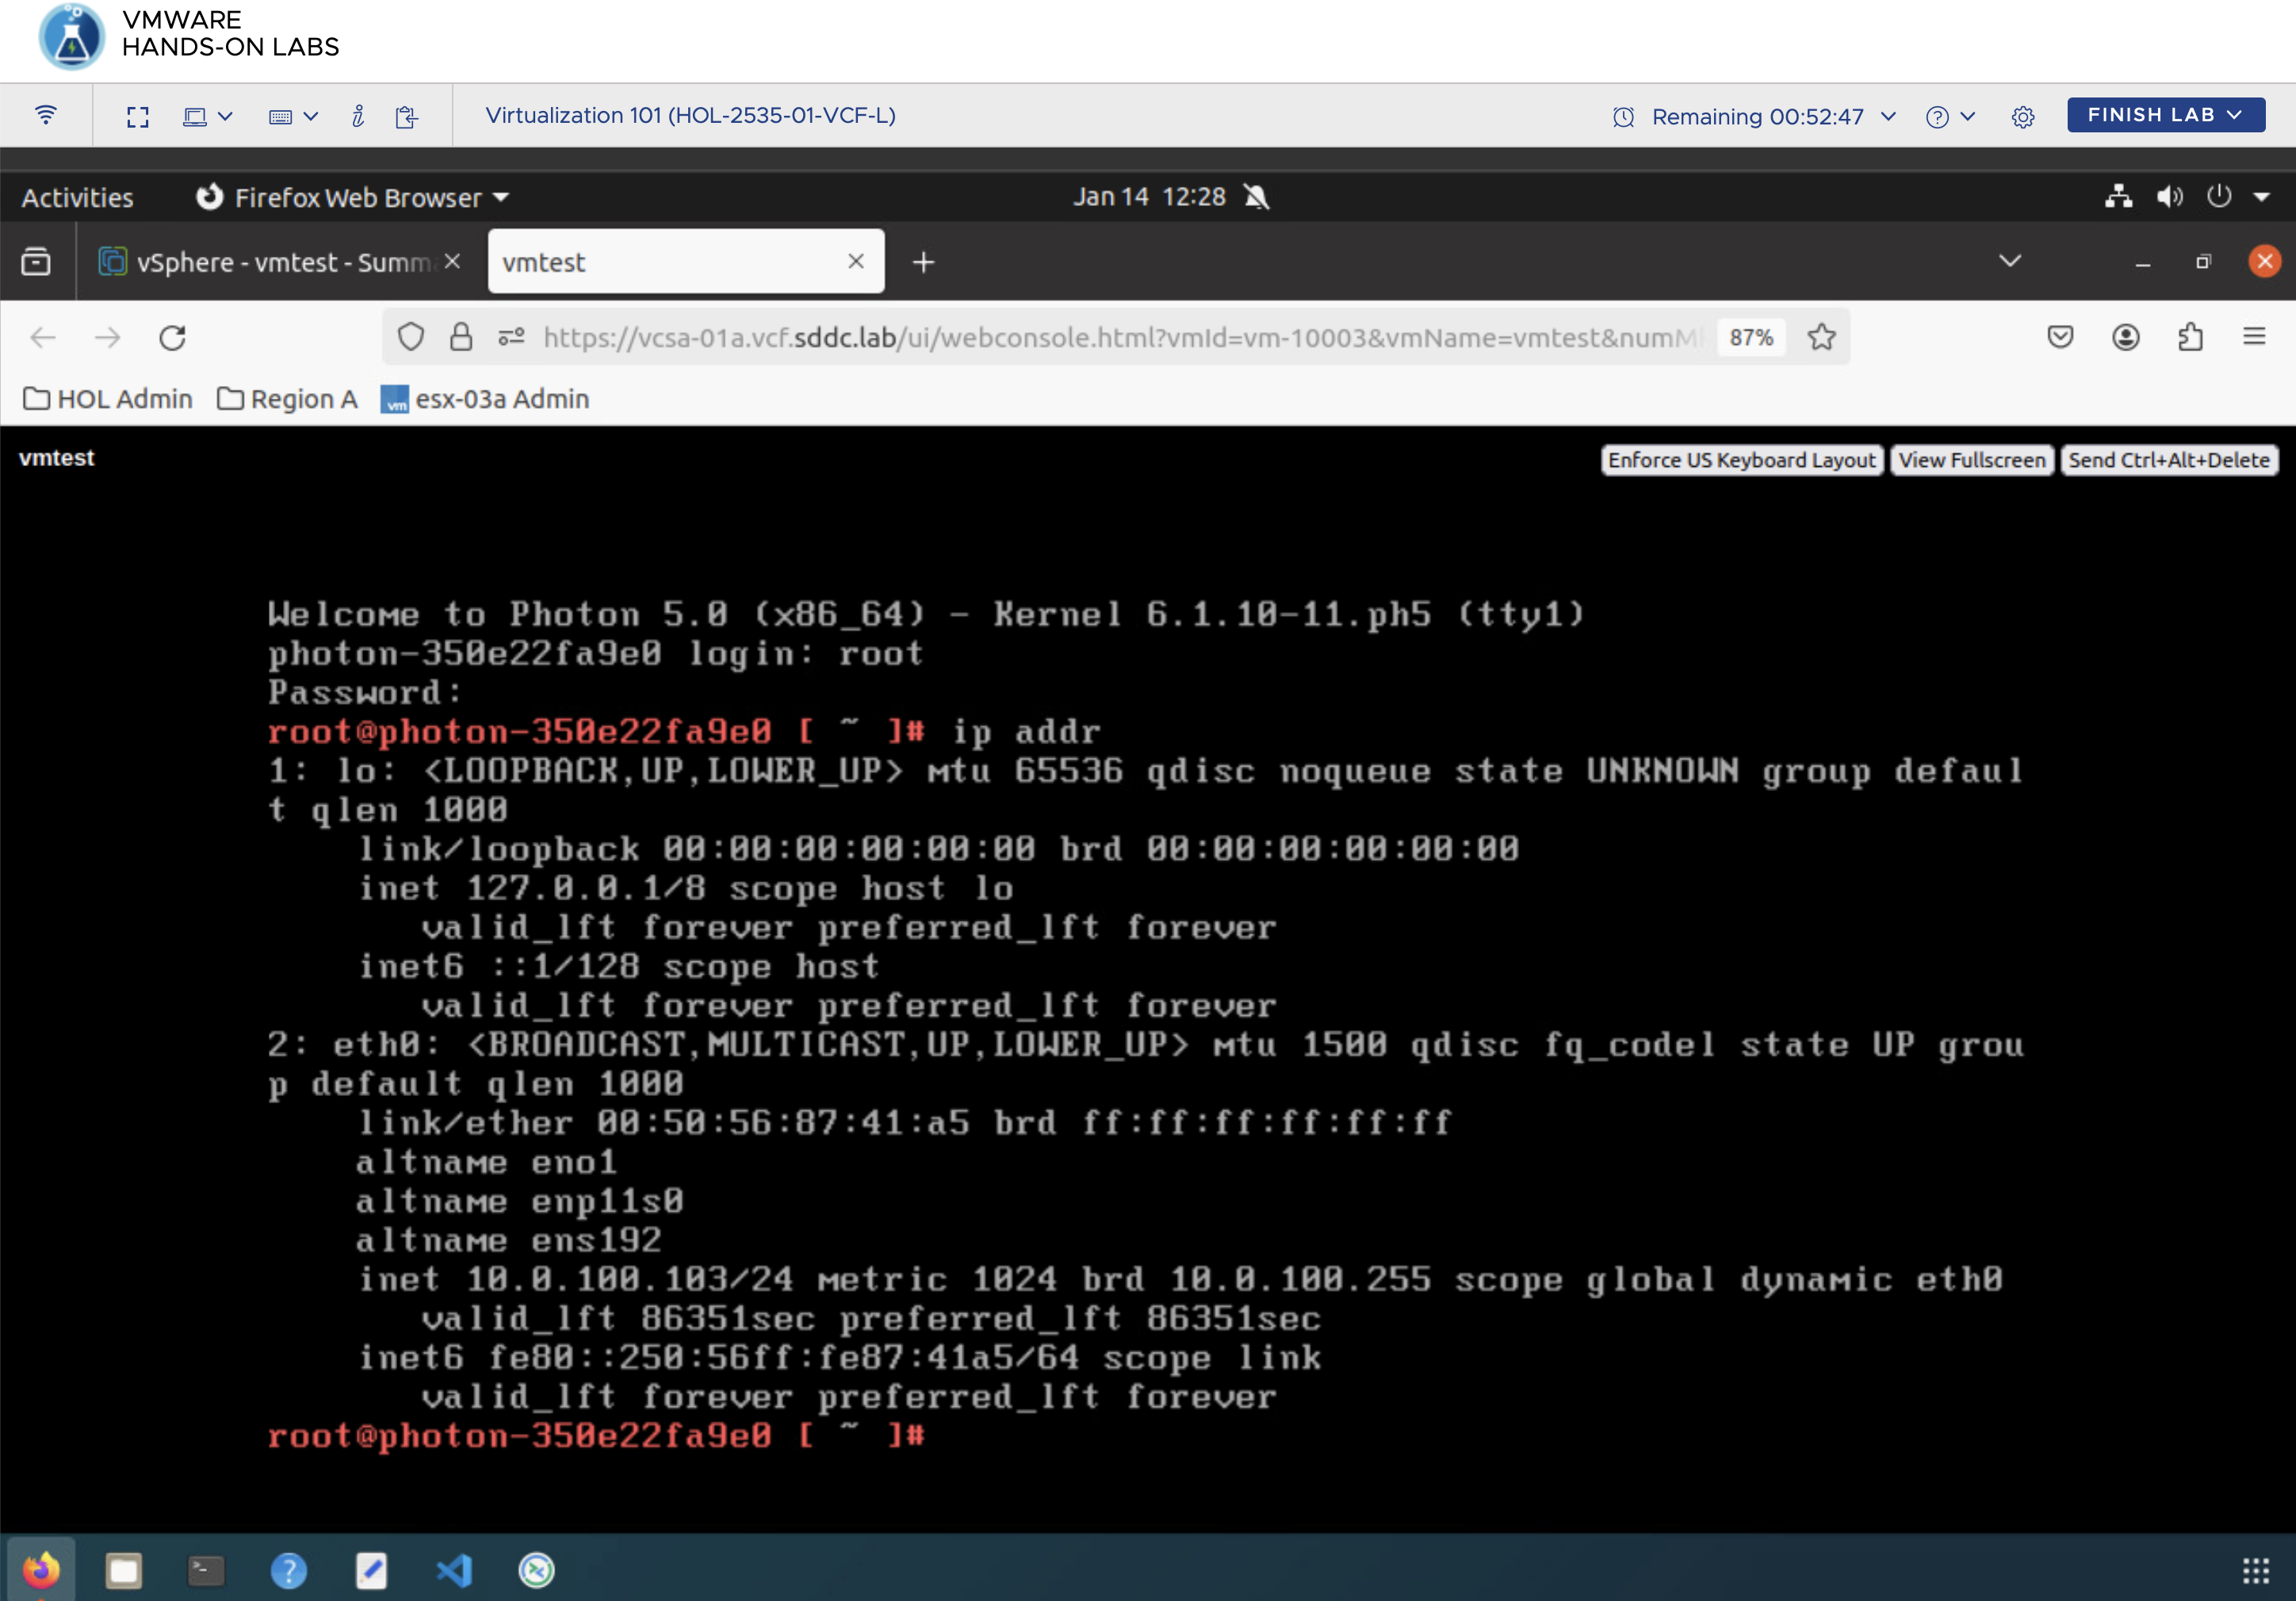 VMWARE
HANDS-ON LABS
Virtualization 101 (HOL-2535-01-VCF-L)
Remaining 00:52:47
FINISH LAB
Activities
Firefox Web Browser
Jan 14 12:28
vSphere - vmtest - Summ
vmtest
https://vcsa-01a.vcf.sddc.lab/ui/webconsole.html?vmId=vm-10003&vmName=vmtest&numM
87%
HOL Admin
Region A
vm
esx-03a Admin
vmtest
Enforce US Keyboard Layout
View Fullscreen
Send Ctrl+Alt+Delete
Welcome to Photon 5.0 (x86_64) - Kernel 6.1.10-11.ph5 (tty1)
photon-350e22fa9e0 login: root
Password:
root@photon-350e22fa9e0 [ ~ ]# ip addr
1: lo: <LOOPBACK,UP,LOWER_UP> mtu 65536 qdisc noqueue state UNKNOWN group defaul
t qlen 1000
link/loopback 00:00:00:00:00:00 brd 00:00:00:00:00:00
inet 127.0.0.1/8 scope host lo
valid_lft forever preferred_lft forever
inet6 ::1/128 scope host
valid_lft forever preferred_lft forever
2: eth0: <BROADCAST,MULTICAST,UP,LOWER_UP> mtu 1500 qdisc fq_codel state UP grou
p default qlen 1000
link/ether 00:50:56:87:41:a5 brd ff:ff:ff:ff:ff:ff
altname eno1
altname enp11s0
altname ens192
inet 10.0.100.103/24 metric 1024 brd 10.0.100.255 scope global dynamic eth0
valid_lft 86351sec preferred_lft 86351sec
inet6 fe80::250:56ff:fe87:41a5/64 scope link
valid_lft forever preferred_lft forever
root@photon-350e22fa9e0 [ ~ ]#